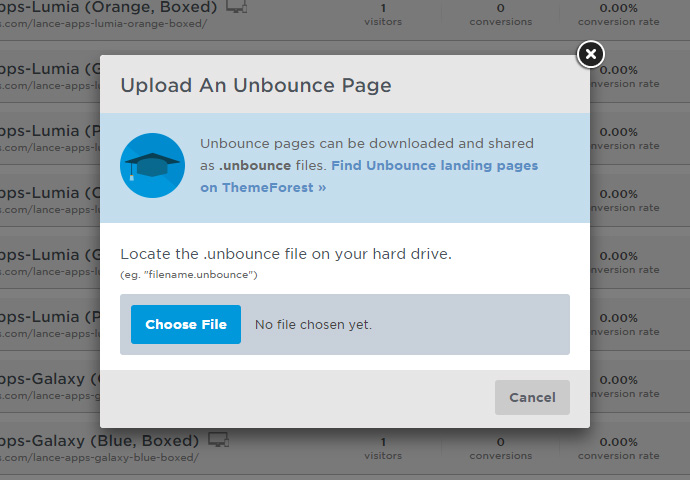 pps-Lumia (Orange, Boxed)
1 0 0.00%
visitors conversions conversion rate
s.com/lance-apps-lumia-orange-boxed/
Upload An Unbounce Page
Unbounce pages can be downloaded and shared
as .unbounce files. Find Unbounce landing pages
on ThemeForest »
Locate the .unbounce file on your hard drive.
(eg. "filename.unbounce")
Choose File No file chosen yet.
Cancel
pps-Lumia (G
s.com/lance-apps-l
0.00%
nversion rate
pps-Lumia (P
s.com/lance-apps-l
0.00%
nversion rate
pps-Lumia (
s.com/lance-apps-l
0.00%
nversion rate
pps-Lumia (G
s.com/lance-apps-l
0.00%
nversion rate
pps-Lumia (P
s.com/lance-apps-l
0.00%
nversion rate
pps-Galaxy (
s.com/lance-apps-g
0.00%
nversion rate
pps-Galaxy (Blue, Boxed)
1 0 0.00%
visitors conversions conversion rate
s.com/lance-apps-galaxy-blue-boxed/